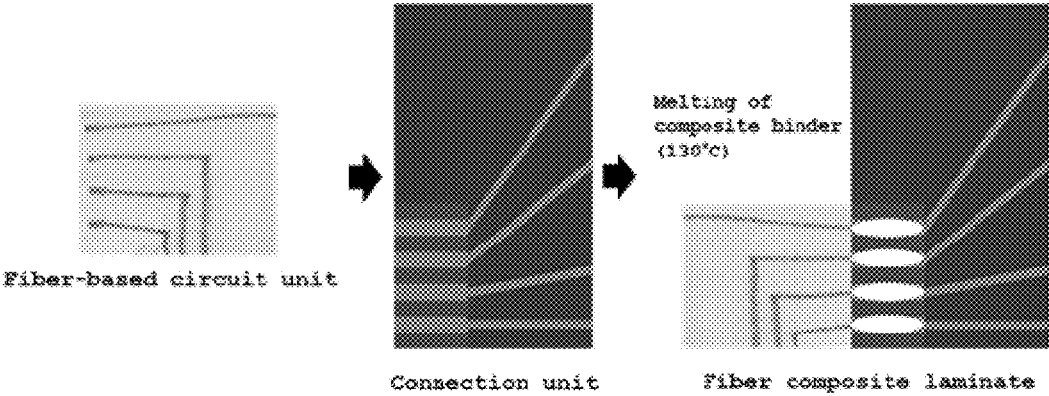 Melting of
composite binder
(130°C)
Fiber-based circuit unit
Connection unit
Fiber composite laminate